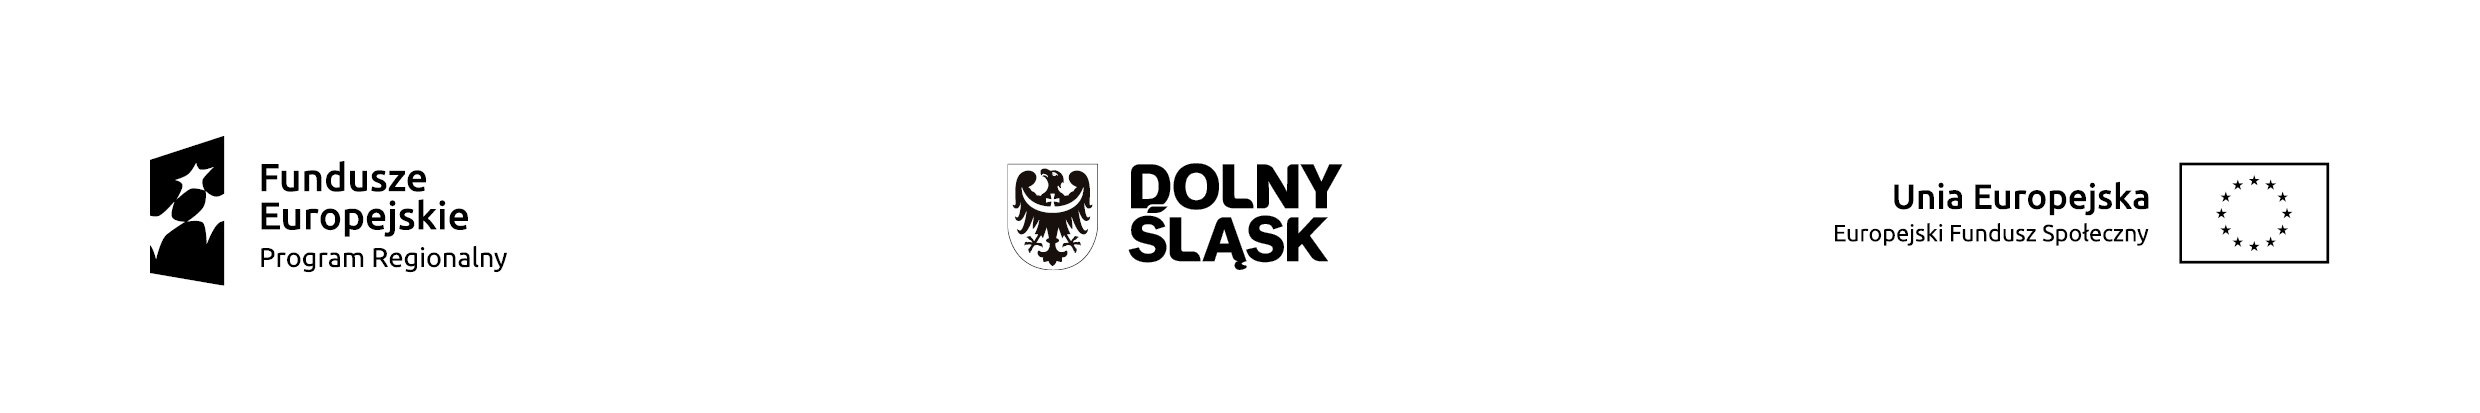 Fundusze
Europejskie
Program Regionalny
DOLNY
ŚLĄSK
Unia Europejska
Europejski Fundusz Społeczny